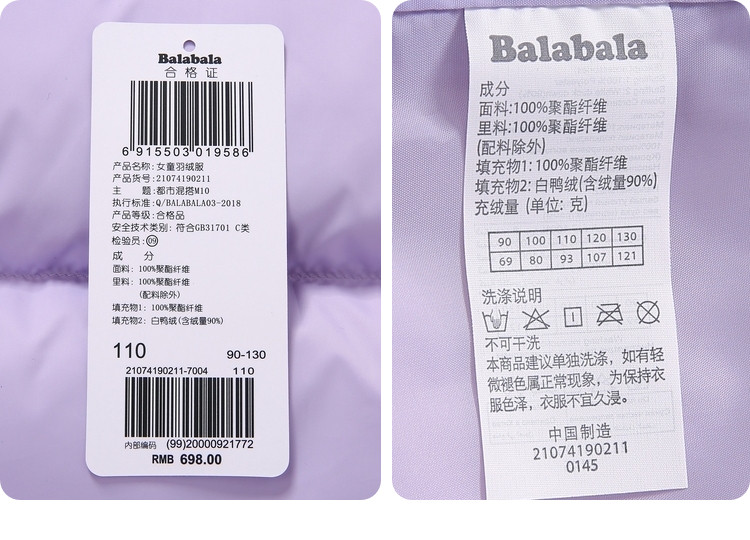 Balabala
合格证
6 915503 019586
产品名称: 女童羽绒服
产品货号: 21074190211
主 题: 都市混搭M10
执行标准: Q/BALABALA03-2018
产品等级: 合格品
安全技术类别: 符合GB31701 C类
检验员: 09
成 分
面料: 100%聚酯纤维
里料: 100%聚酯纤维
(配料除外)
填充物1: 100%聚酯纤维
填充物2: 白鸭绒(含绒量90%)
110 90-130
21074190211-7004 110
内部编码 (99)20000921772
RMB 698.00
Balabala
成分
面料:100%聚酯纤维
里料:100%聚酯纤维
(配料除外)
填充物1: 100%聚酯纤维
填充物2: 白鸭绒(含绒量90%)
充绒量 (单位: 克)
90 100 110 120 130
69 80 93 107 121
洗涤说明
不可干洗
本商品建议单独洗涤，如有轻
微褪色属正常现象，为保持衣
服色泽，衣服不宜久浸。
中国制造
21074190211
0145